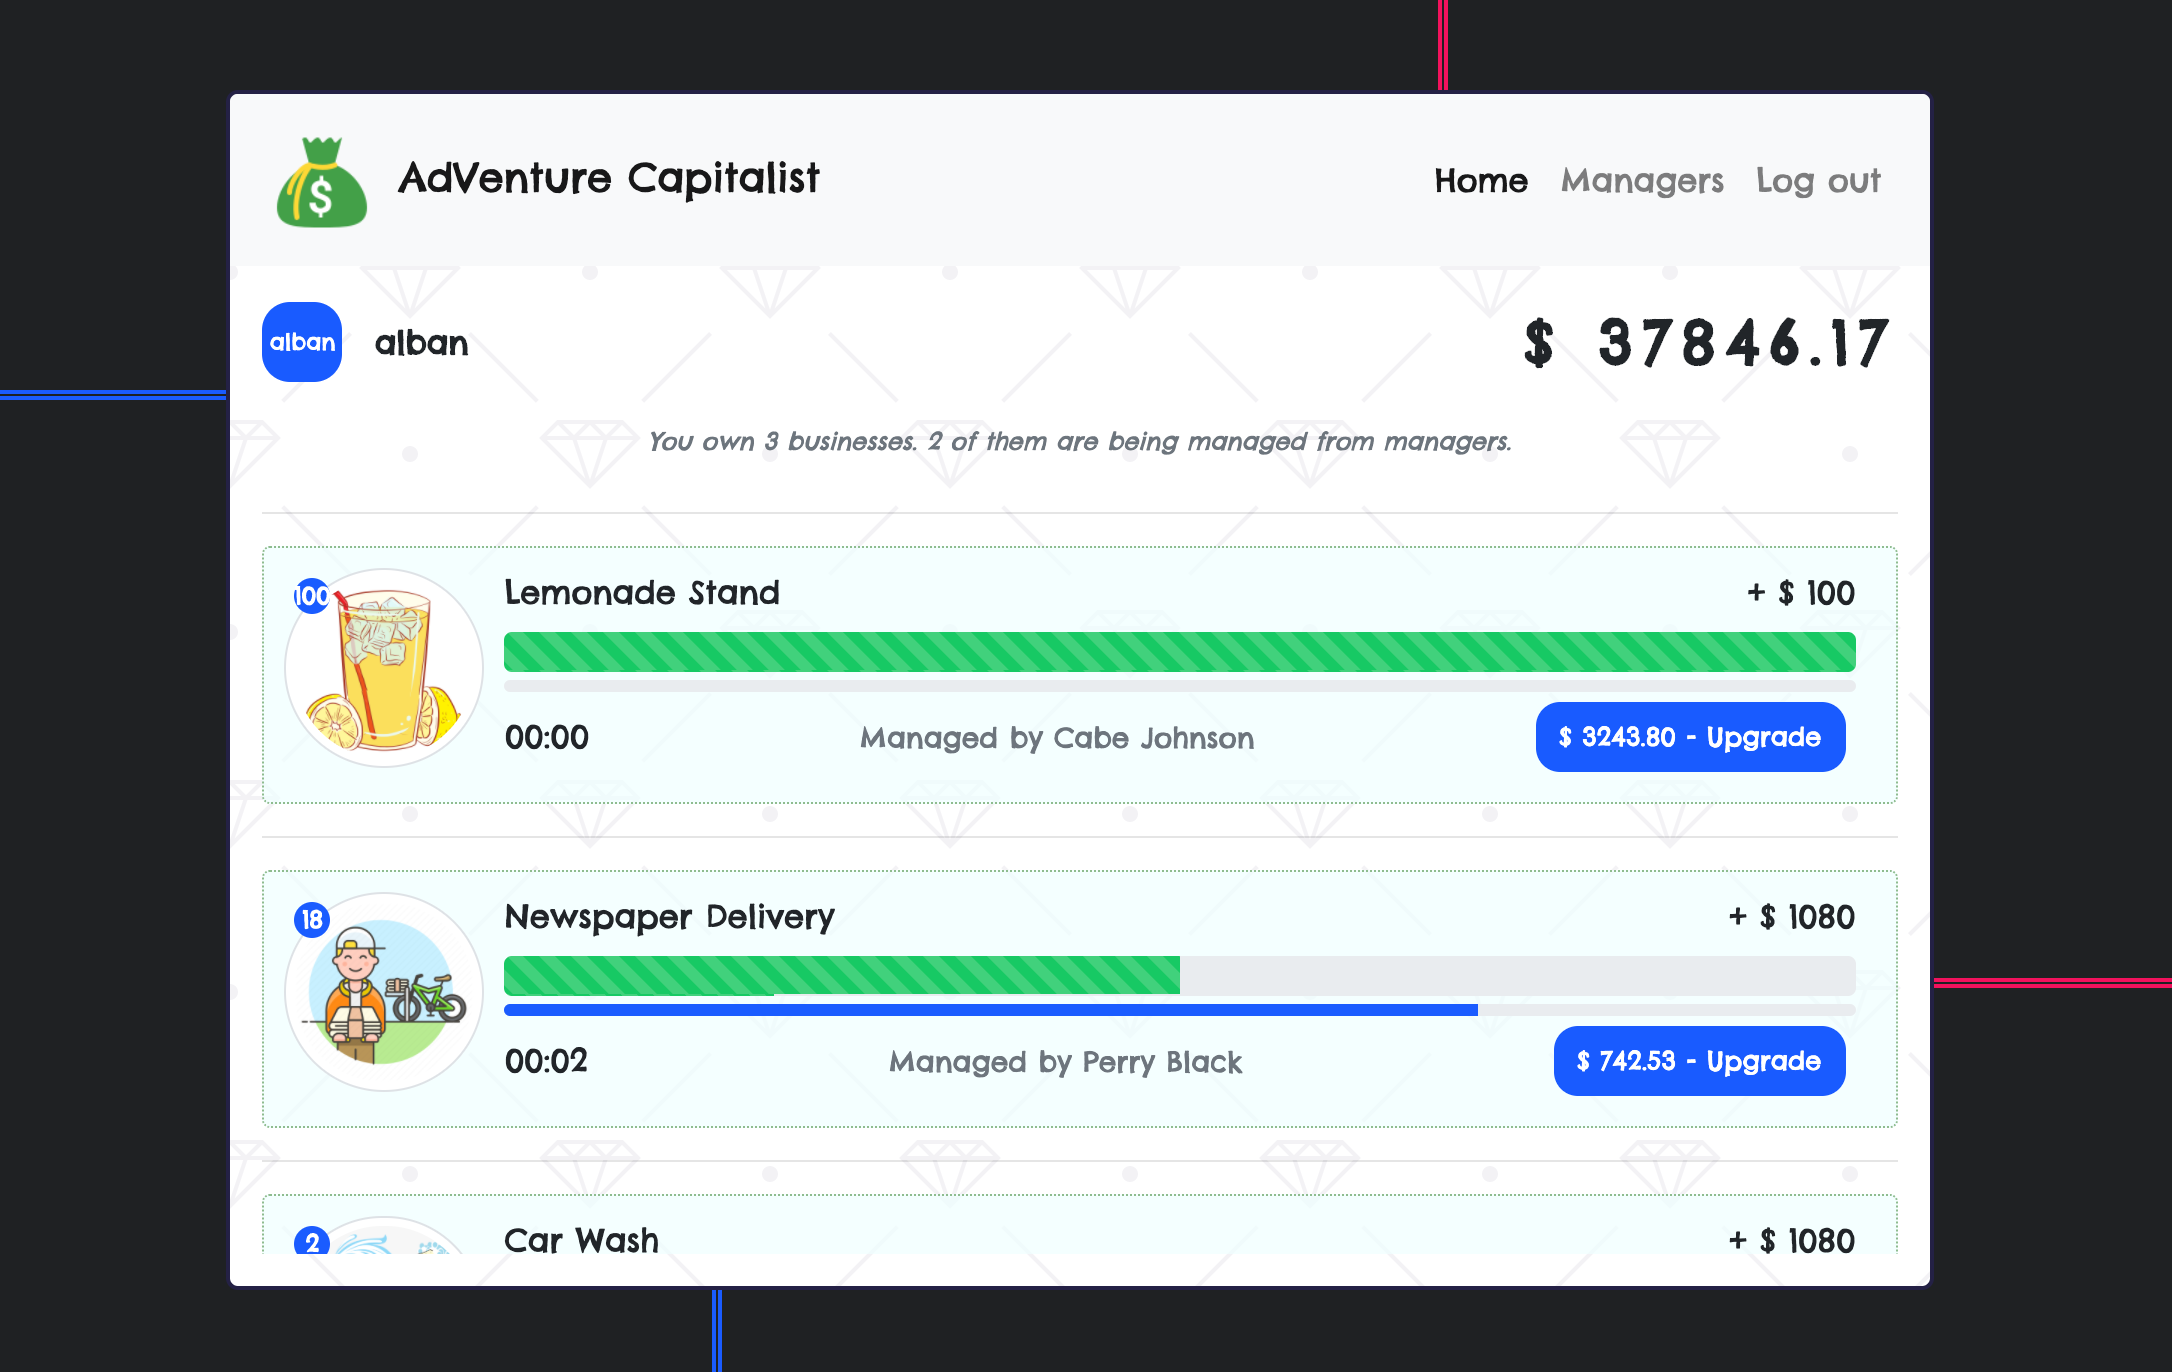 AdVenture Capitalist
Home Managers Log out
$
alban alban
$ 37846.17
You own 3 businesses. 2 of them are being managed from managers.
100
Lemonade Stand
+ $ 100
00:00
Managed by Cabe Johnson
$ 3243.80 - Upgrade
18
Newspaper Delivery
+ $ 1080
00:02
Managed by Perry Black
$ 742.53 - Upgrade
2
Car Wash
+ $ 1080